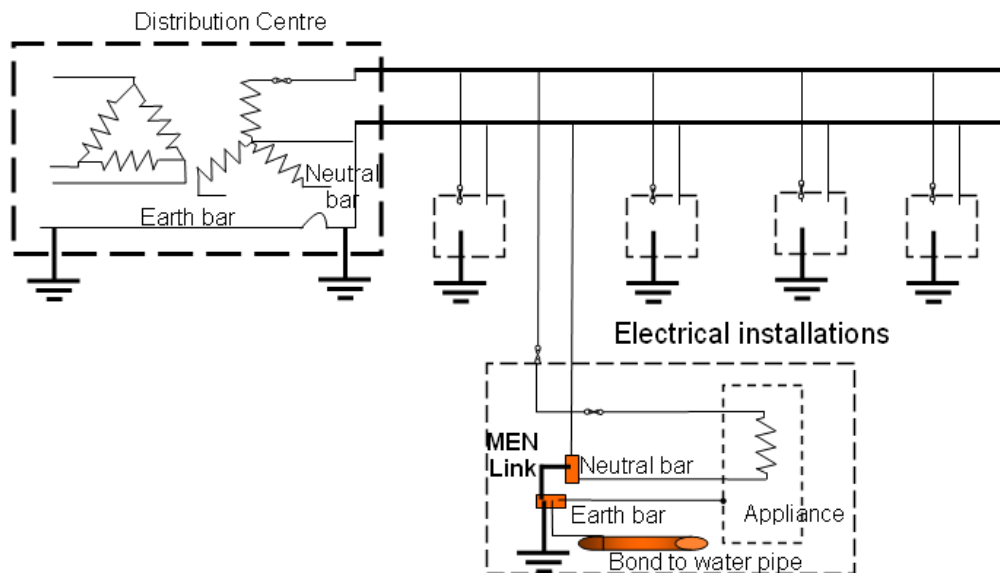 Distribution Centre
Neutral
bar
Earth bar
Electrical installations
MEN
Link
Neutral bar
Earth bar
Appliance
Bond to water pipe